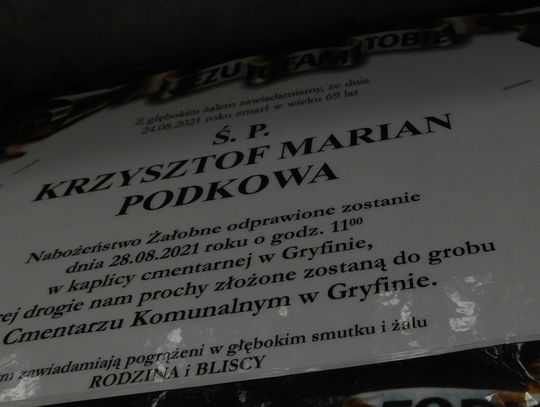 JEZU UFAM TOBIE
Z głębokim żalem zawiadamiamy, że dnia
24.08.2021 roku zmarł w wieku 69 lat
Ś. P.
KRZYSZTOF MARIAN
PODKOWA
Nabożeństwo Żałobne odprawione zostanie
dnia 28.08.2021 roku o godz. 11⁰⁰
w kaplicy cmentarnej w Gryfinie,
drogie nam prochy złożone zostaną do grobu
Cmentarzu Komunalnym w Gryfinie.
zawiadamiają pogrążeni w głębokim smutku i żalu
RODZINA i BLISCY